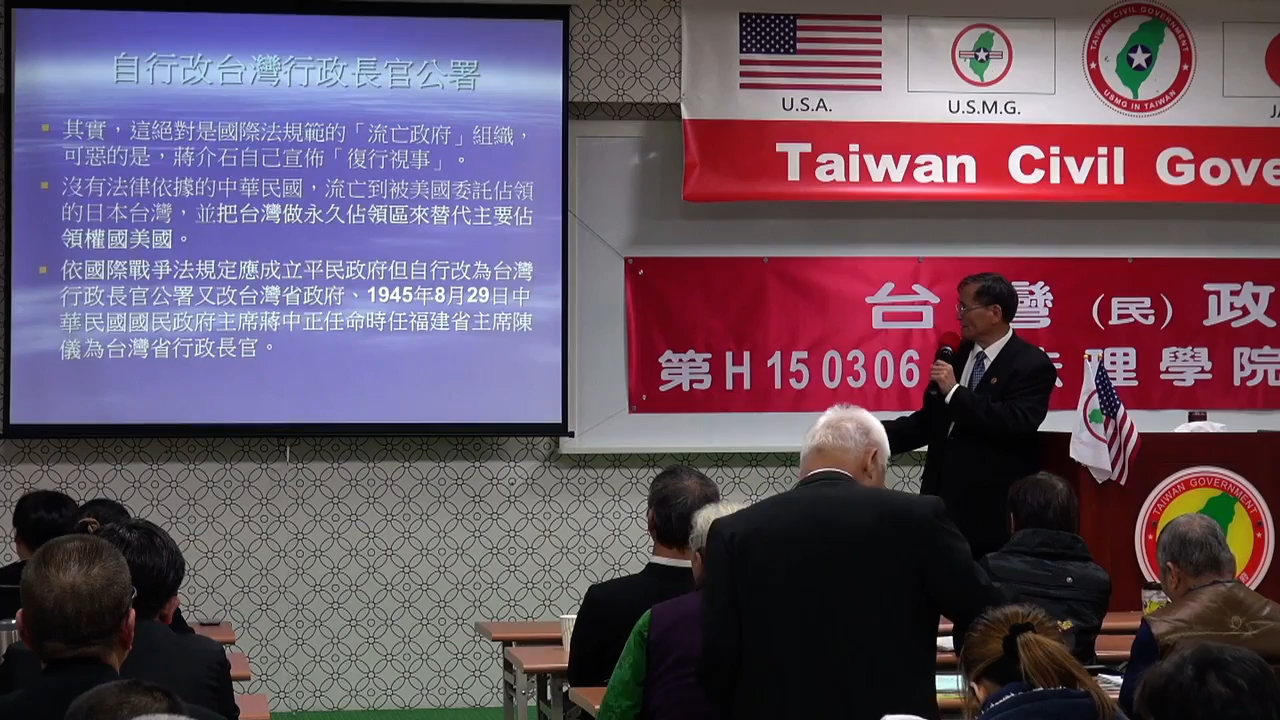 自行改台灣行政長官公署
其實，這絕對是國際法規範的「流亡政府」組織，
可惡的是，蔣介石自己宣佈「復行視事」。
沒有法律依據的中華民國，流亡到被美國委託佔領
的日本台灣，並把台灣做永久佔領區來替代主要佔
領權國美國。
依國際戰爭法規定應成立平民政府但自行改為台灣
行政長官公署又改台灣省政府、1945年8月29日中
華民國國民政府主席蔣中正任命時任福建省主席陳
儀為台灣省行政長官。
U.S.A.
U.S.M.G.
TAIWAN CIVIL GOVERNMENT
USMG IN TAIWAN
JA
Taiwan Civil Gove
台灣（民）政
第H150306
理學院
TAIWAN GOVERNMENT